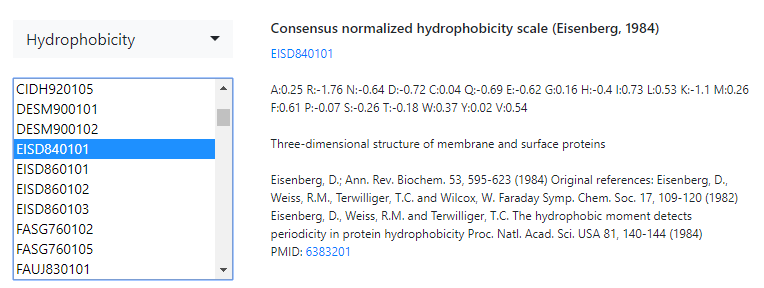 Hydrophobicity
CIDH920105
DESM900101
DESM900102
EISD840101
EISD860101
EISD860102
EISD860103
FASG760102
FASG760105
FAUJ830101
Consensus normalized hydrophobicity scale (Eisenberg, 1984)
EISD840101
A:0.25 R:-1.76 N:-0.64 D:-0.72 C:0.04 Q:-0.69 E:-0.62 G:0.16 H:-0.4 I:0.73 L:0.53 K:-1.1 M:0.26
F:0.61 P:-0.07 S:-0.26 T:-0.18 W:0.37 Y:0.02 V:0.54
Three-dimensional structure of membrane and surface proteins
Eisenberg, D.; Ann. Rev. Biochem. 53, 595-623 (1984) Original references: Eisenberg, D.,
Weiss, R.M., Terwilliger, T.C. and Wilcox, W. Faraday Symp. Chem. Soc. 17, 109-120 (1982)
Eisenberg, D., Weiss, R.M. and Terwilliger, T.C. The hydrophobic moment detects
periodicity in protein hydrophobicity Proc. Natl. Acad. Sci. USA 81, 140-144 (1984)
PMID: 6383201